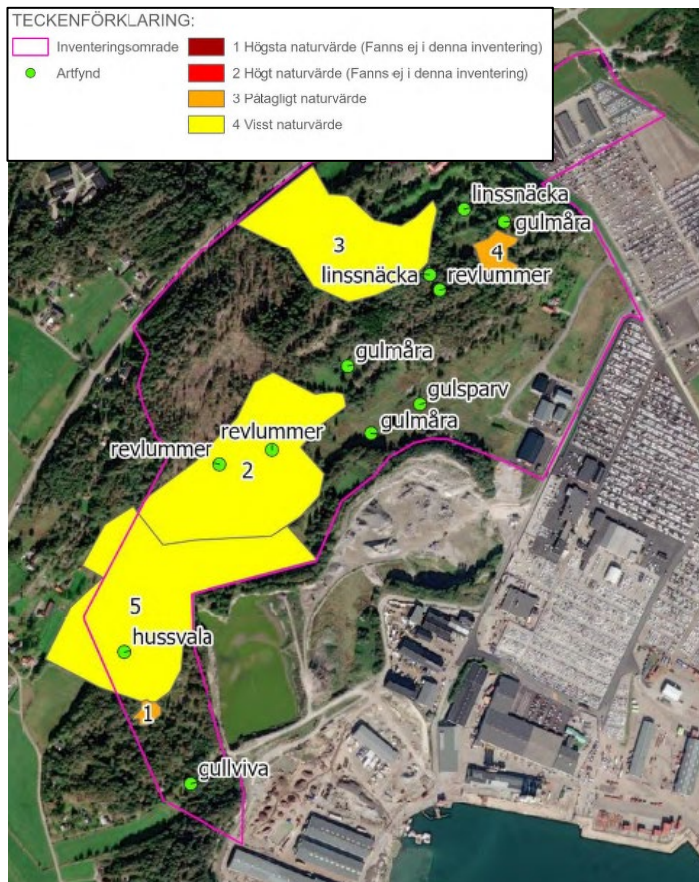 TECKENFÖRKLARING:
Inventeringsområde
Artfynd
1 Högsta naturvärde (Fanns ej i denna inventering)
2 Högt naturvärde (Fanns ej i denna inventering)
3 Påtagligt naturvärde
4 Visst naturvärde
linssnäcka
gulmåra
3
4
linssnäcka
revlummer
gulmåra
gulsparv
gulmåra
revlummer
revlummer
2
5
hussvala
1
gullviva